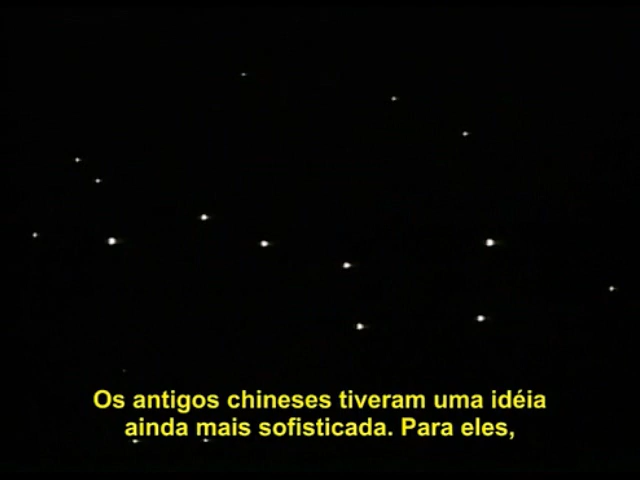 Os antigos chineses tiveram uma idéia
ainda mais sofisticada. Para eles,